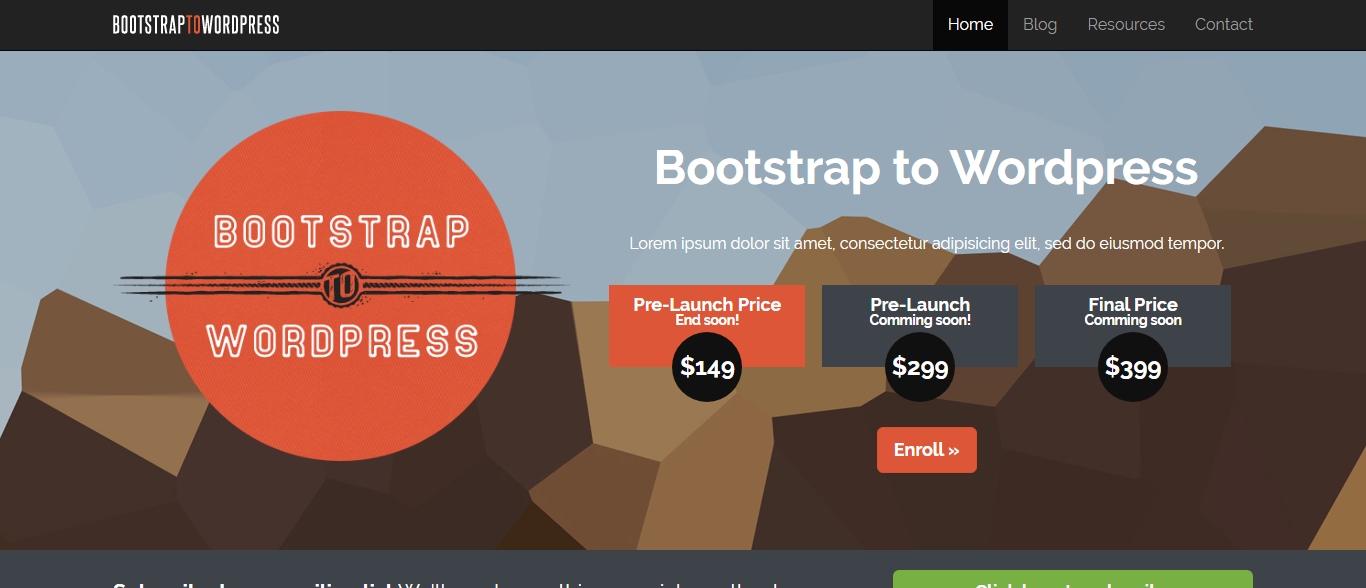 BOOTSTRAPTOWORDPRESS
Home Blog Resources Contact
BOOTSTRAP
TO
WORDPRESS
Bootstrap to Wordpress
Lorem ipsum dolor sit amet, consectetur adipisicing elit, sed do eiusmod tempor.
Pre-Launch Price
End soon!
$149
Pre-Launch
Comming soon!
$299
Final Price
Comming soon
$399
Enroll »